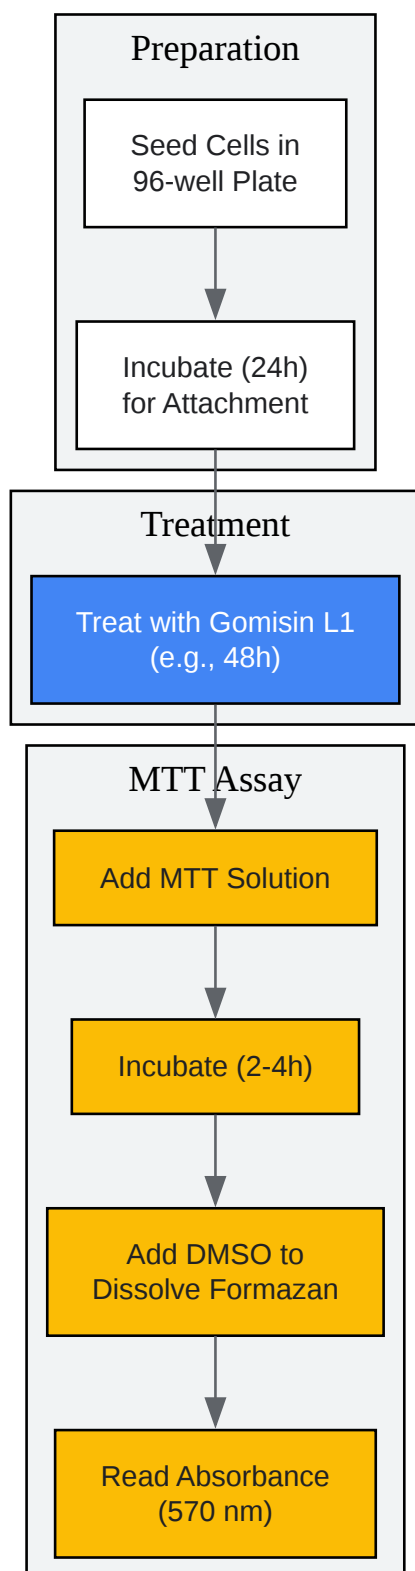 Preparation
Seed Cells in
96-well Plate
Incubate (24h)
for Attachment
Treatment
Treat with Gomisin L1
(e.g., 48h)
MTT Assay
Add MTT Solution
Incubate (2-4h)
Add DMSO to
Dissolve Formazan
Read Absorbance
(570 nm)